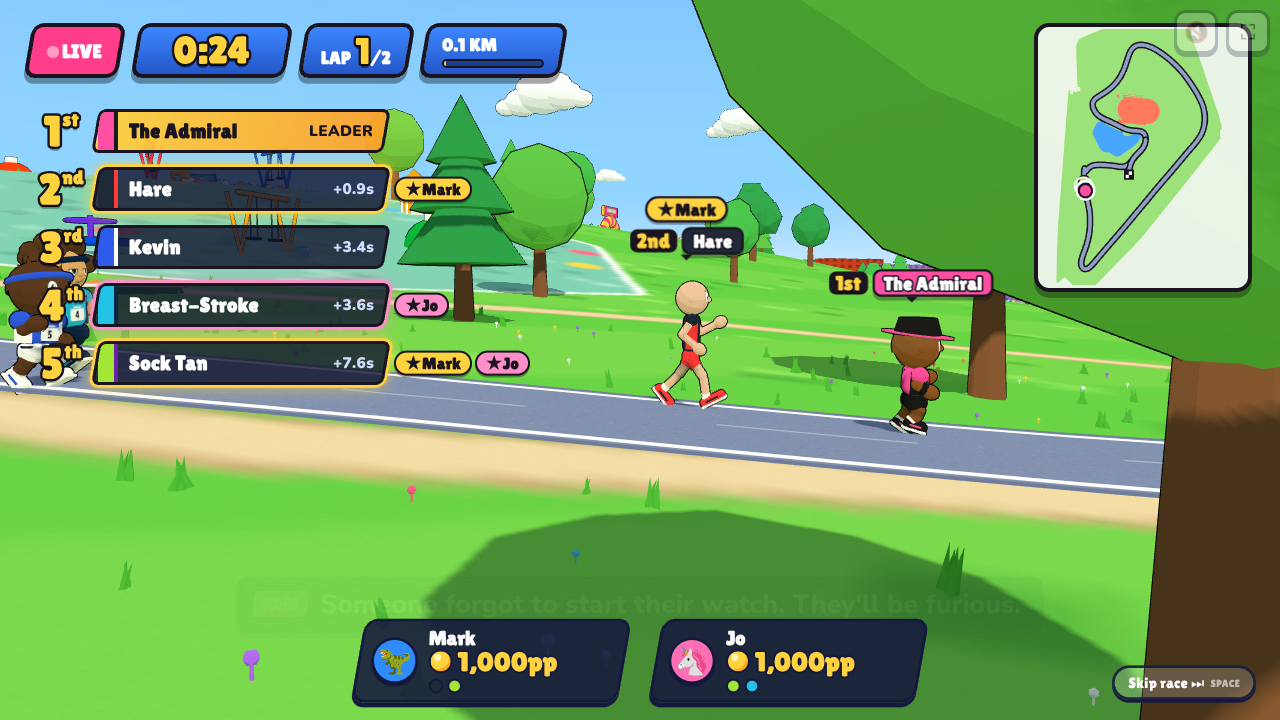 LIVE
0:24
LAP 1/2
0.1 KM
1st The Admiral LEADER
2nd Hare +0.9s ★Mark
3rd Kevin +3.4s
4th Breast-Stroke +3.6s ★Jo
5th Sock Tan +7.6s ★Mark ★Jo
★Mark
2nd Hare
1st The Admiral
4
5
Someone forgot to start their watch. They'll be furious.
Mark
1,000pp
Jo
1,000pp
Skip race ⏭ SPACE